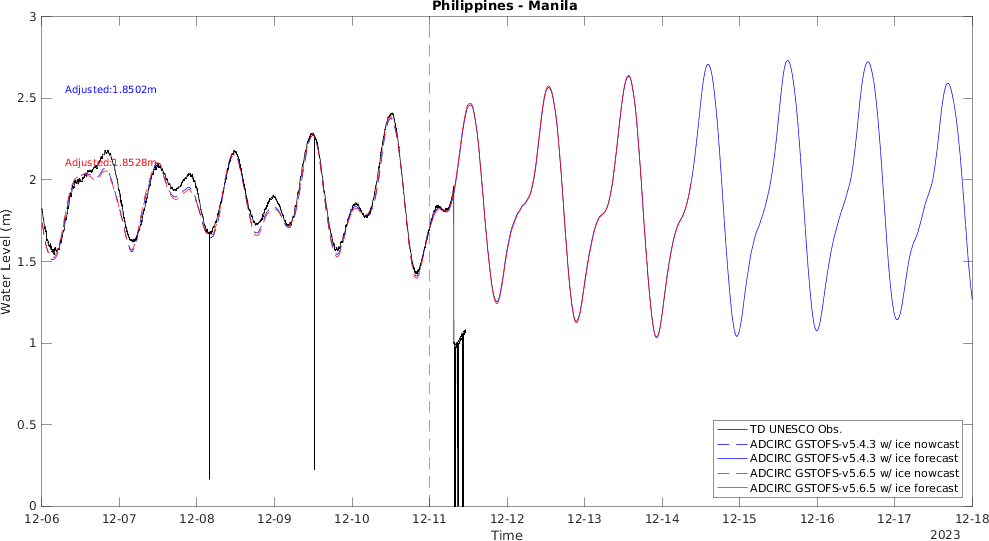 Philippines - Manila
3
2.5
2
1.5
1
0.5
0
Water Level (m)
Adjusted:1.8502m
Adjusted:1.8528m
TD UNESCO Obs.
ADCIRC GSTOFS-v5.4.3 w/ ice nowcast
ADCIRC GSTOFS-v5.4.3 w/ ice forecast
ADCIRC GSTOFS-v5.6.5 w/ ice nowcast
ADCIRC GSTOFS-v5.6.5 w/ ice forecast
12-06 12-07 12-08 12-09 12-10 12-11 12-12 12-13 12-14 12-15 12-16 12-17 12-18
Time
2023